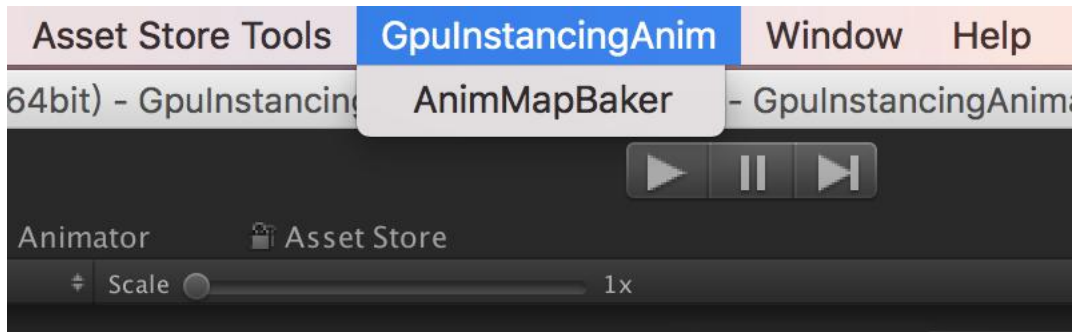 Asset Store Tools GpuInstancingAnim Window Help
64bit) - GpuInstancing AnimMapBaker - GpuInstancingAnima
Animator Asset Store
Scale 1x